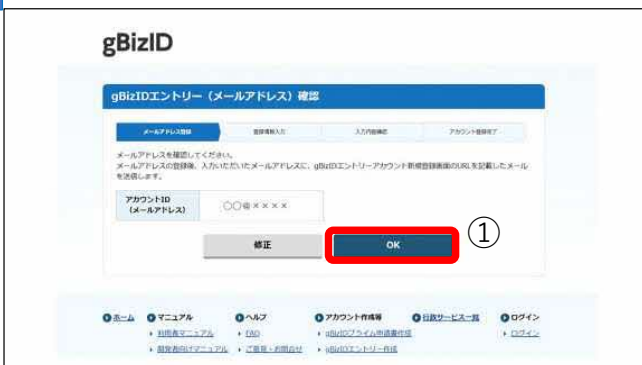 gBizID
gBizIDエントリー（メールアドレス）確認
メールアドレス登録 登録情報入力 入力内容確認 アカウント登録完了
メールアドレスを確認してください。
メールアドレスの登録後、入力いただいたメールアドレスに、gBizIDエントリーアカウント新規登録画面のURLを記載したメール
を送信します。
アカウントID
（メールアドレス）
〇〇@××××
修正 OK ①
ホーム マニュアル ヘルプ アカウント作成等 行政サービス一覧 ログイン
利用者マニュアル FAQ gBizIDプライム申請書作成 ログイン
開発者向けマニュアル ご意見・お問合せ gBizIDエントリー作成